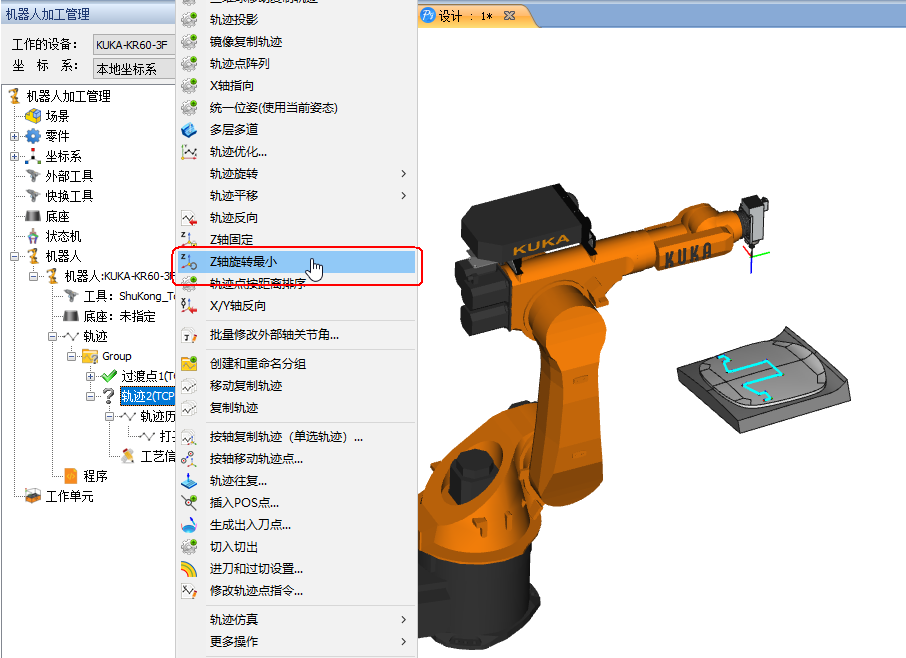 机器人加工管理
工作的设备：
KUKA-KR60-3F
坐 标 系：
本地坐标系
机器人加工管理
场景
零件
坐标系
外部工具
快换工具
底座
状态机
机器人
机器人:KUKA-KR60-3F
工具：ShuKong_To
底座：未指定
轨迹
Group
过渡点1(TC
轨迹2(TCP
轨迹历
打
工艺信
程序
工作单元
轨迹投影
镜像复制轨迹
轨迹点阵列
X轴指向
统一位姿(使用当前姿态)
多层多道
轨迹优化...
轨迹旋转
轨迹平移
轨迹反向
Z轴固定
Z轴旋转最小
轨迹点按距离排序
X/Y轴反向
批量修改外部轴关节角...
创建和重命名分组
移动复制轨迹
复制轨迹
按轴复制轨迹（单选轨迹）...
按轴移动轨迹点...
轨迹往复...
插入POS点...
生成出入刀点...
切入切出
进刀和过切设置...
修改轨迹点指令...
轨迹仿真
更多操作
设计 : 1*
KUKA
KUKA